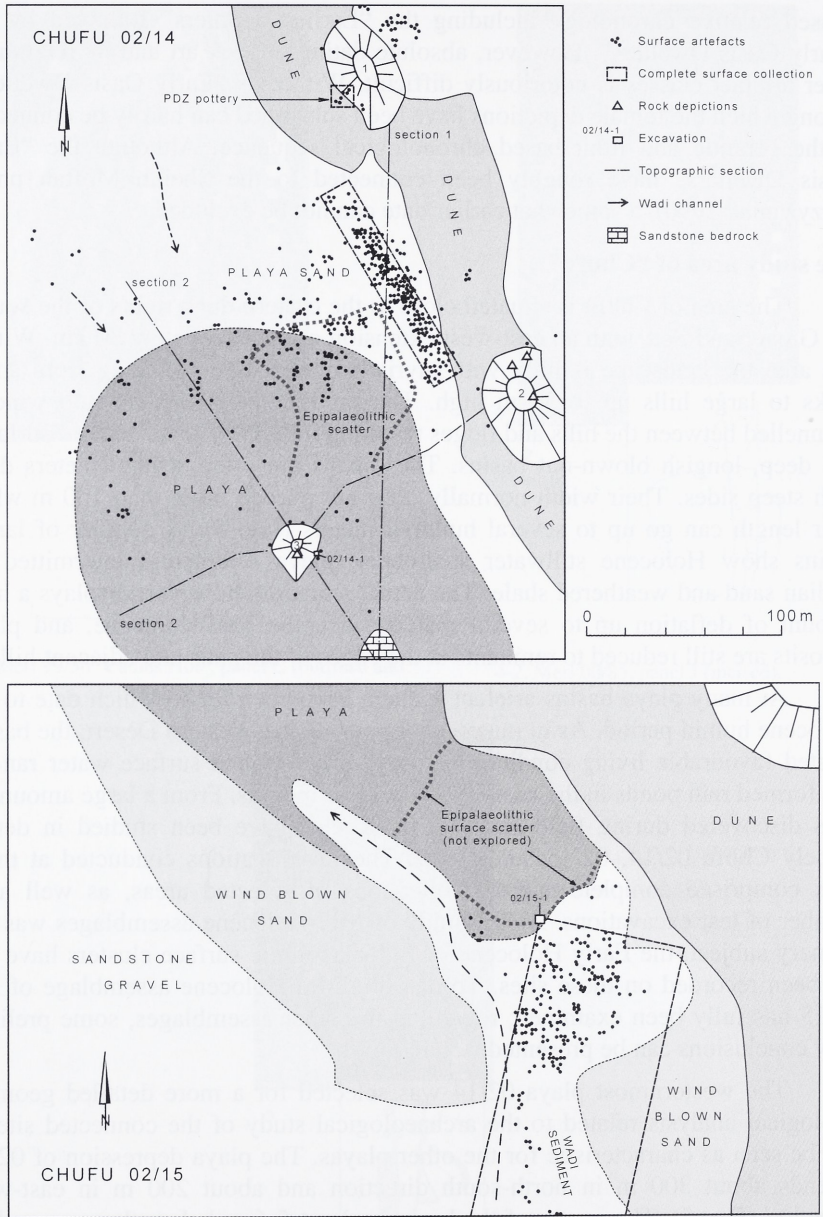 CHUFU 02/14
DUNE
1
PDZ pottery
section 1
N
DUNE
section 2
PLAYA SAND
2
Epipalaeolithic
scatter
PLAYA
DUNE
02/14-1
section 2
Surface artefacts
Complete surface collection
Rock depictions
02/14-1 Excavation
Topographic section
Wadi channel
Sandstone bedrock
0 100 m
PLAYA
Epipalaeolithic
surface scatter
(not explored)
DUNE
02/15-1
WIND BLOWN
SAND
SANDSTONE
GRAVEL
N
WIND
BLOWN
SAND
WADI
SEDIMENT
CHUFU 02/15